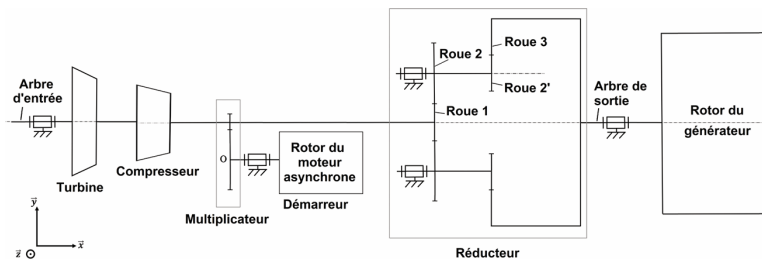 Roue 2
Roue 3
Arbre
d'entrée
Roue 2'
Arbre de
sortie
Roue 1
Rotor du
générateur
O
Rotor du
moteur
asynchrone
Turbine
Compresseur
Démarreur
Multiplicateur
Réducteur
y
x
z